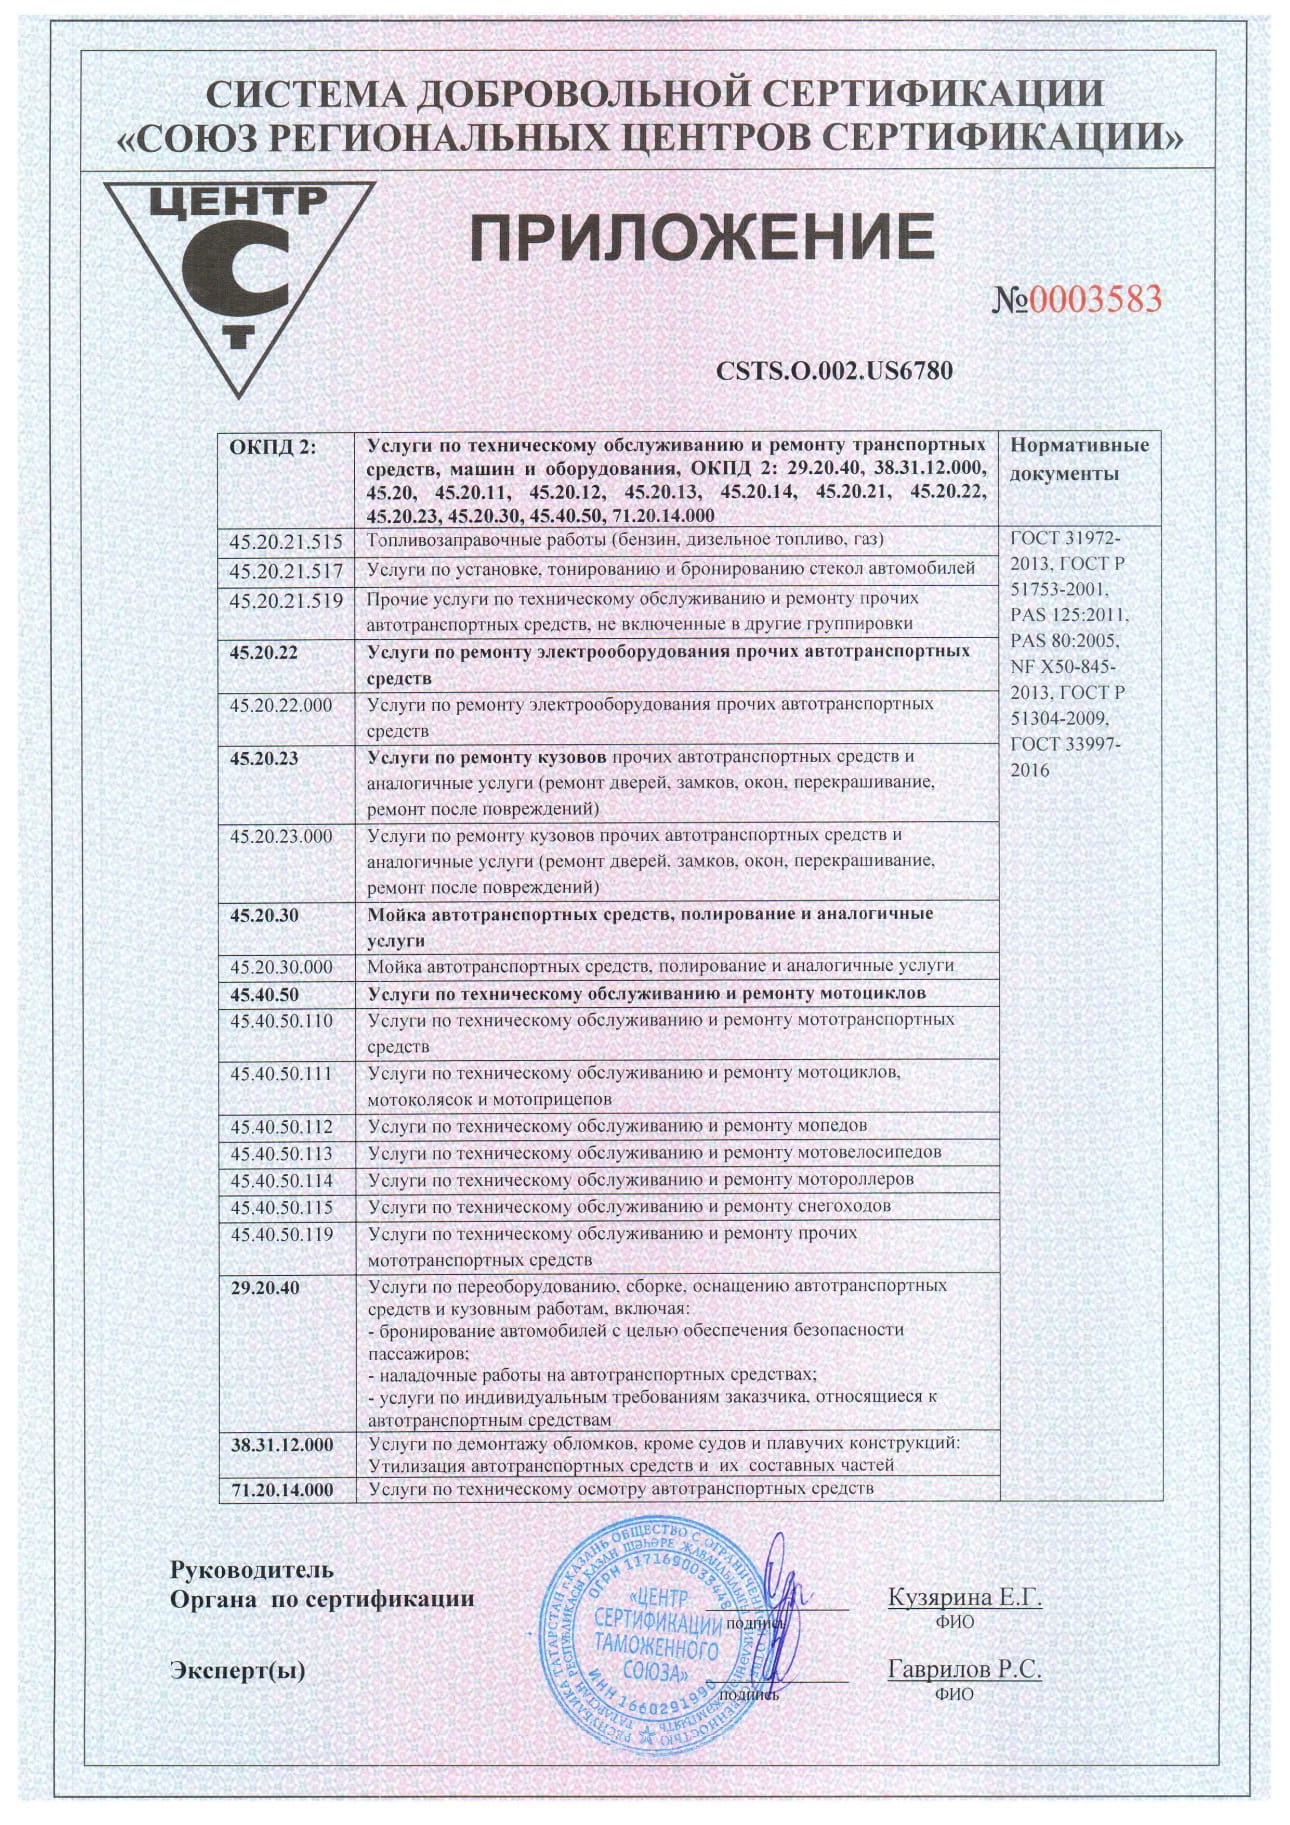 СИСТЕМА ДОБРОВОЛЬНОЙ СЕРТИФИКАЦИИ
«СОЮЗ РЕГИОНАЛЬНЫХ ЦЕНТРОВ СЕРТИФИКАЦИИ»
ЦЕНТР
С
Т
ПРИЛОЖЕНИЕ
№0003583
CSTS.O.002.US6780
ОКПД 2:
Услуги по техническому обслуживанию и ремонту транспортных
средств, машин и оборудования, ОКПД 2: 29.20.40, 38.31.12.000,
45.20, 45.20.11, 45.20.12, 45.20.13, 45.20.14, 45.20.21, 45.20.22,
45.20.23, 45.20.30, 45.40.50, 71.20.14.000
Нормативные
документы
45.20.21.515 Топливозаправочные работы (бензин, дизельное топливо, газ)
45.20.21.517 Услуги по установке, тонированию и бронированию стекол автомобилей
45.20.21.519 Прочие услуги по техническому обслуживанию и ремонту прочих
автотранспортных средств, не включенные в другие группировки
45.20.22 Услуги по ремонту электрооборудования прочих автотранспортных
средств
45.20.22.000 Услуги по ремонту электрооборудования прочих автотранспортных
средств
45.20.23 Услуги по ремонту кузовов прочих автотранспортных средств и
аналогичные услуги (ремонт дверей, замков, окон, перекрашивание,
ремонт после повреждений)
45.20.23.000 Услуги по ремонту кузовов прочих автотранспортных средств и
аналогичные услуги (ремонт дверей, замков, окон, перекрашивание,
ремонт после повреждений)
45.20.30 Мойка автотранспортных средств, полирование и аналогичные
услуги
45.20.30.000 Мойка автотранспортных средств, полирование и аналогичные услуги
45.40.50 Услуги по техническому обслуживанию и ремонту мотоциклов
45.40.50.110 Услуги по техническому обслуживанию и ремонту мототранспортных
средств
45.40.50.111 Услуги по техническому обслуживанию и ремонту мотоциклов,
мотоколясок и мотоприцепов
45.40.50.112 Услуги по техническому обслуживанию и ремонту мопедов
45.40.50.113 Услуги по техническому обслуживанию и ремонту мотовелосипедов
45.40.50.114 Услуги по техническому обслуживанию и ремонту мотороллеров
45.40.50.115 Услуги по техническому обслуживанию и ремонту снегоходов
45.40.50.119 Услуги по техническому обслуживанию и ремонту прочих
мототранспортных средств
29.20.40 Услуги по переоборудованию, сборке, оснащению автотранспортных
средств и кузовным работам, включая:
- бронирование автомобилей с целью обеспечения безопасности
пассажиров;
- наладочные работы на автотранспортных средствах;
- услуги по индивидуальным требованиям заказчика, относящиеся к
автотранспортным средствам
38.31.12.000 Услуги по демонтажу обломков, кроме судов и плавучих конструкций:
Утилизация автотранспортных средств и их составных частей
71.20.14.000 Услуги по техническому осмотру автотранспортных средств
ГОСТ 31972-
2013, ГОСТ Р
51753-2001,
PAS 125:2011,
PAS 80:2005,
NF X50-845-
2013, ГОСТ Р
51304-2009,
ГОСТ 33997-
2016
Руководитель
Органа по сертификации
подпись
Кузярина Е.Г.
ФИО
Эксперт(ы)
подпись
Гаврилов Р.С.
ФИО
РЕСПУБЛИКА ТАТАРСТАН г.КАЗАНЬ ОБЩЕСТВО С ОГРАНИЧЕННОЙ
ОГРН 1171690033448
«ЦЕНТР
СЕРТИФИКАЦИИ
ТАМОЖЕННОГО
СОЮЗА»
ИНН 1660291990